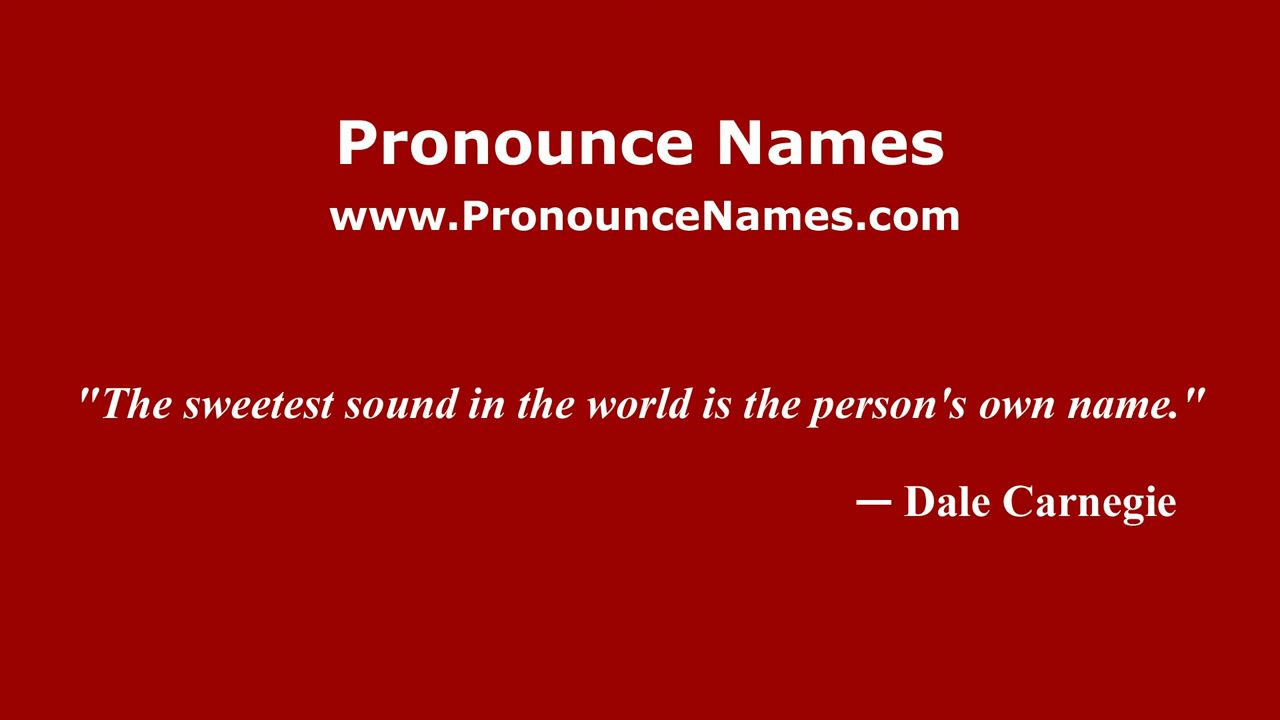 Pronounce Names
www.PronounceNames.com
"The sweetest sound in the world is the person's own name."
— Dale Carnegie